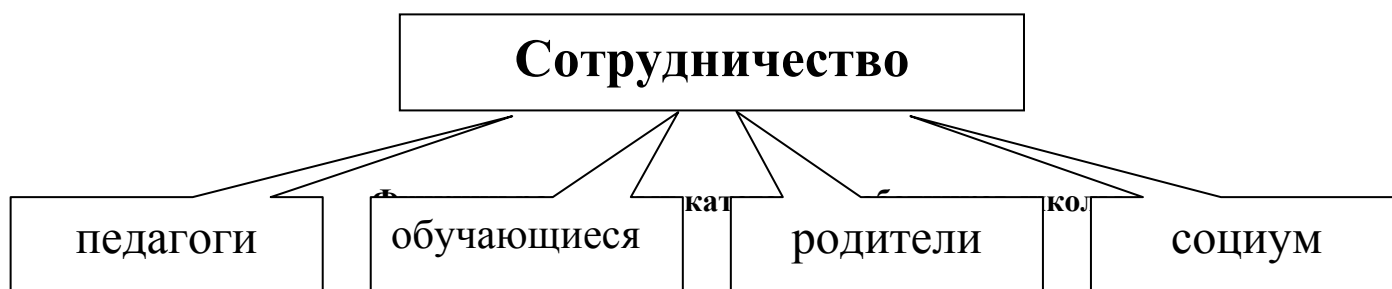 Сотрудничество
педагоги
обучающиеся
родители
социум